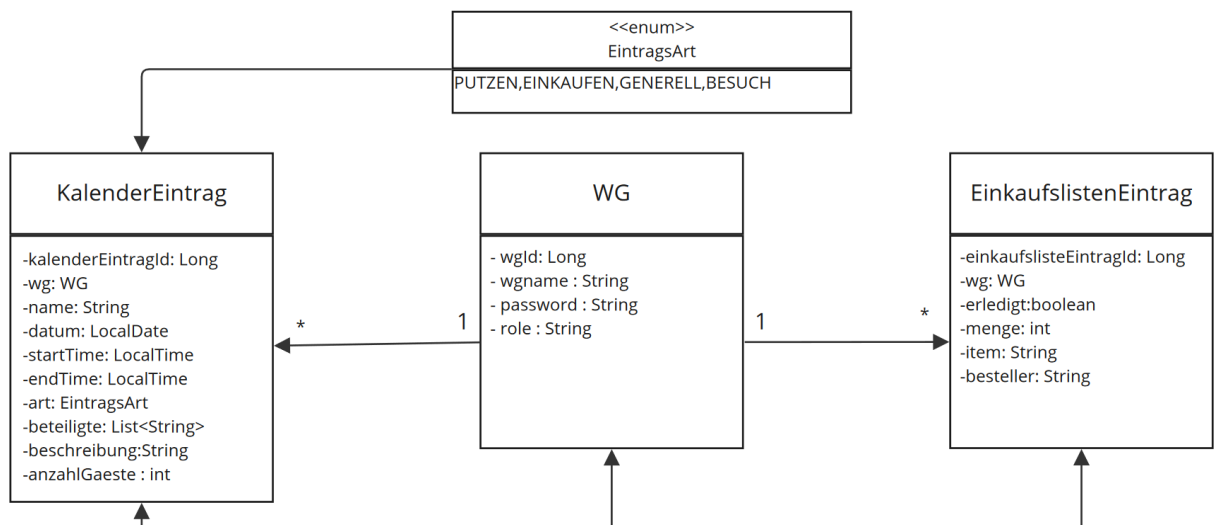 <<enum>>
EintragsArt
PUTZEN,EINKAUFEN,GENERELL,BESUCH
KalenderEintrag
-kalenderEintragId: Long
-wg: WG
-name: String
-datum: LocalDate
-startTime: LocalTime
-endTime: LocalTime
-art: EintragsArt
-beteiligte: List<String>
-beschreibung:String
-anzahlGaeste : int
*
1
WG
- wgId: Long
- wgname : String
- password : String
- role : String
1
*
EinkaufslistenEintrag
-einkaufslisteEintragId: Long
-wg: WG
-erledigt:boolean
-menge: int
-item: String
-besteller: String